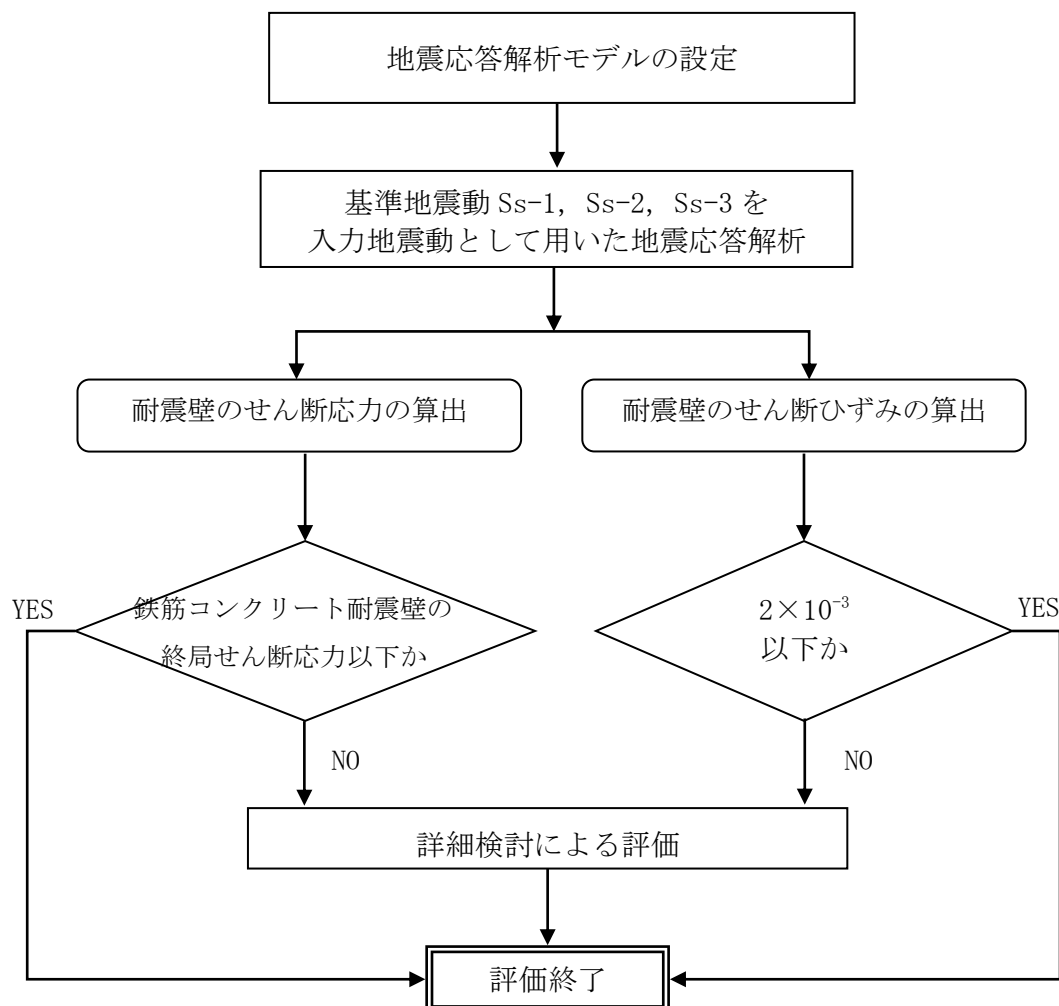 地震応答解析モデルの設定
基準地震動 Ss-1, Ss-2, Ss-3 を
入力地震動として用いた地震応答解析
耐震壁のせん断応力の算出
耐震壁のせん断ひずみの算出
YES
鉄筋コンクリート耐震壁の
終局せん断応力以下か
2×10⁻³
以下か
YES
NO
NO
詳細検討による評価
評価終了